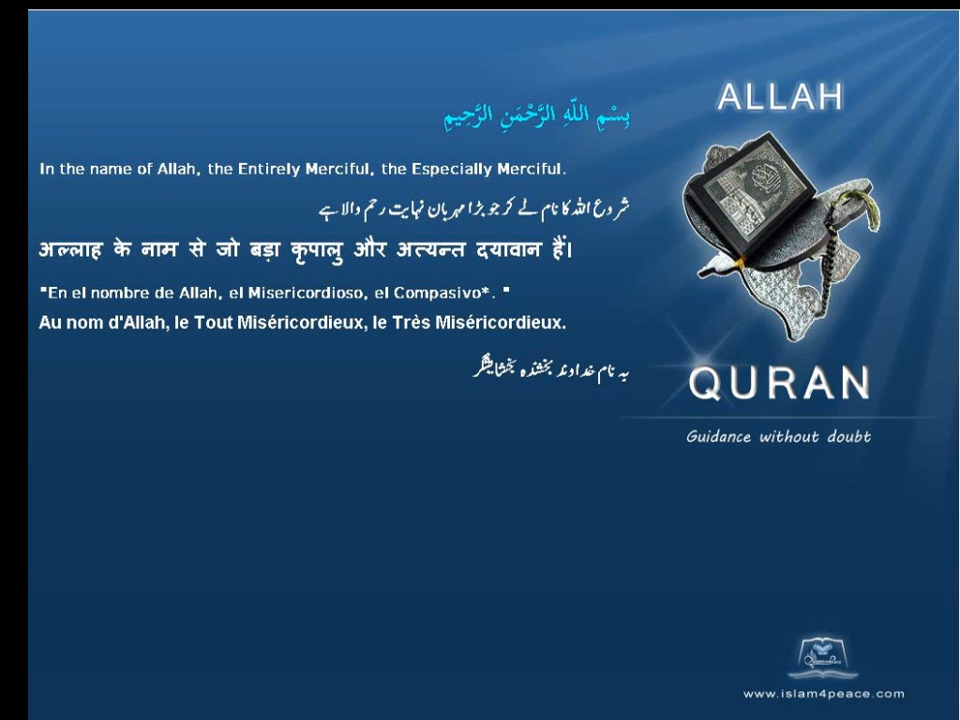 بِسْمِ اللّهِ الرَّحْمَنِ الرَّحِيمِ
In the name of Allah, the Entirely Merciful, the Especially Merciful.
شروع الله کا نام لے کر جو بڑا مہربان نہایت رحم والا ہے
अल्लाह के नाम से जो बड़ा कृपालु और अत्यन्त दयावान हैं।
"En el nombre de Allah, el Misericordioso, el Compasivo*. "
Au nom d'Allah, le Tout Miséricordieux, le Très Miséricordieux.
به نام خداوند بخشنده بخشایشگر
ALLAH
QURAN
Guidance without doubt
www.islam4peace.com